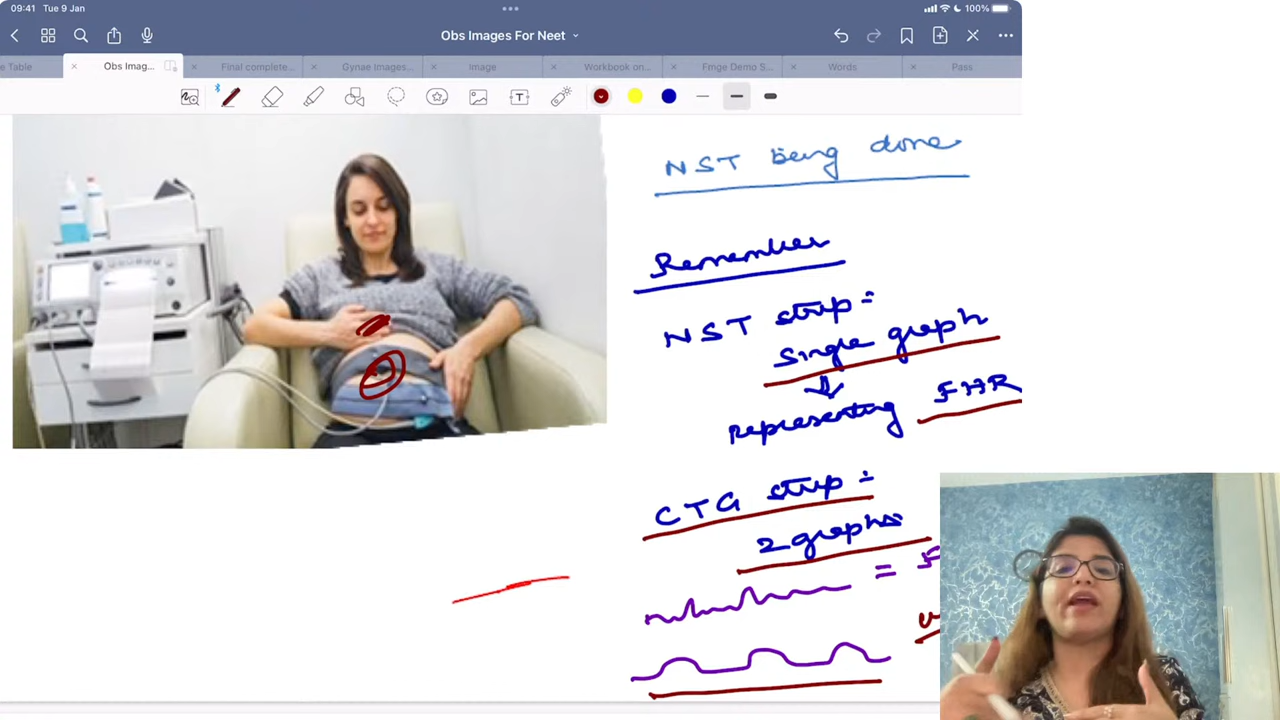 09:41 Tue 9 Jan
100%
Obs Images For Neet
e Table
Obs Imag...
Final complete...
Gynae Images...
Image
Workbook on...
Fmge Demo S...
Words
Pass
NST being done
Remember
NST strip :-
Single graph
representing FHR
CTG strip :-
2 graphs
= F